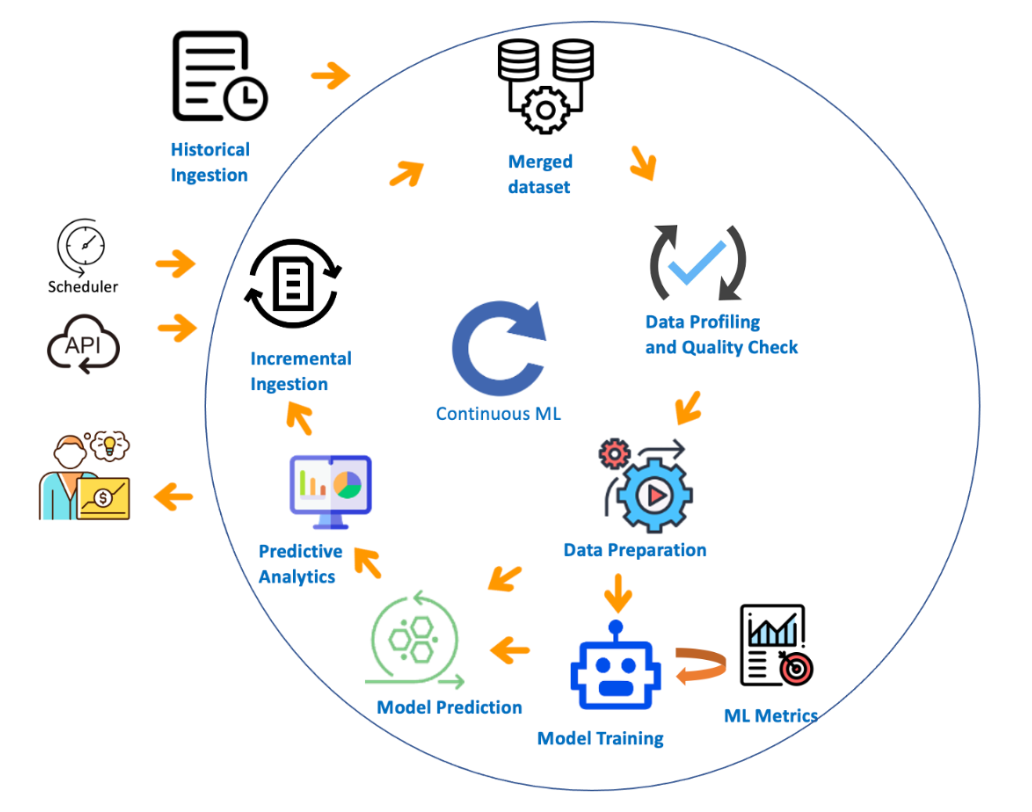 Historical
Ingestion
Merged
dataset
Scheduler
API
Incremental
Ingestion
Data Profiling
and Quality Check
Continuous ML
$
Predictive
Analytics
Data Preparation
Model Prediction
Model Training
ML Metrics